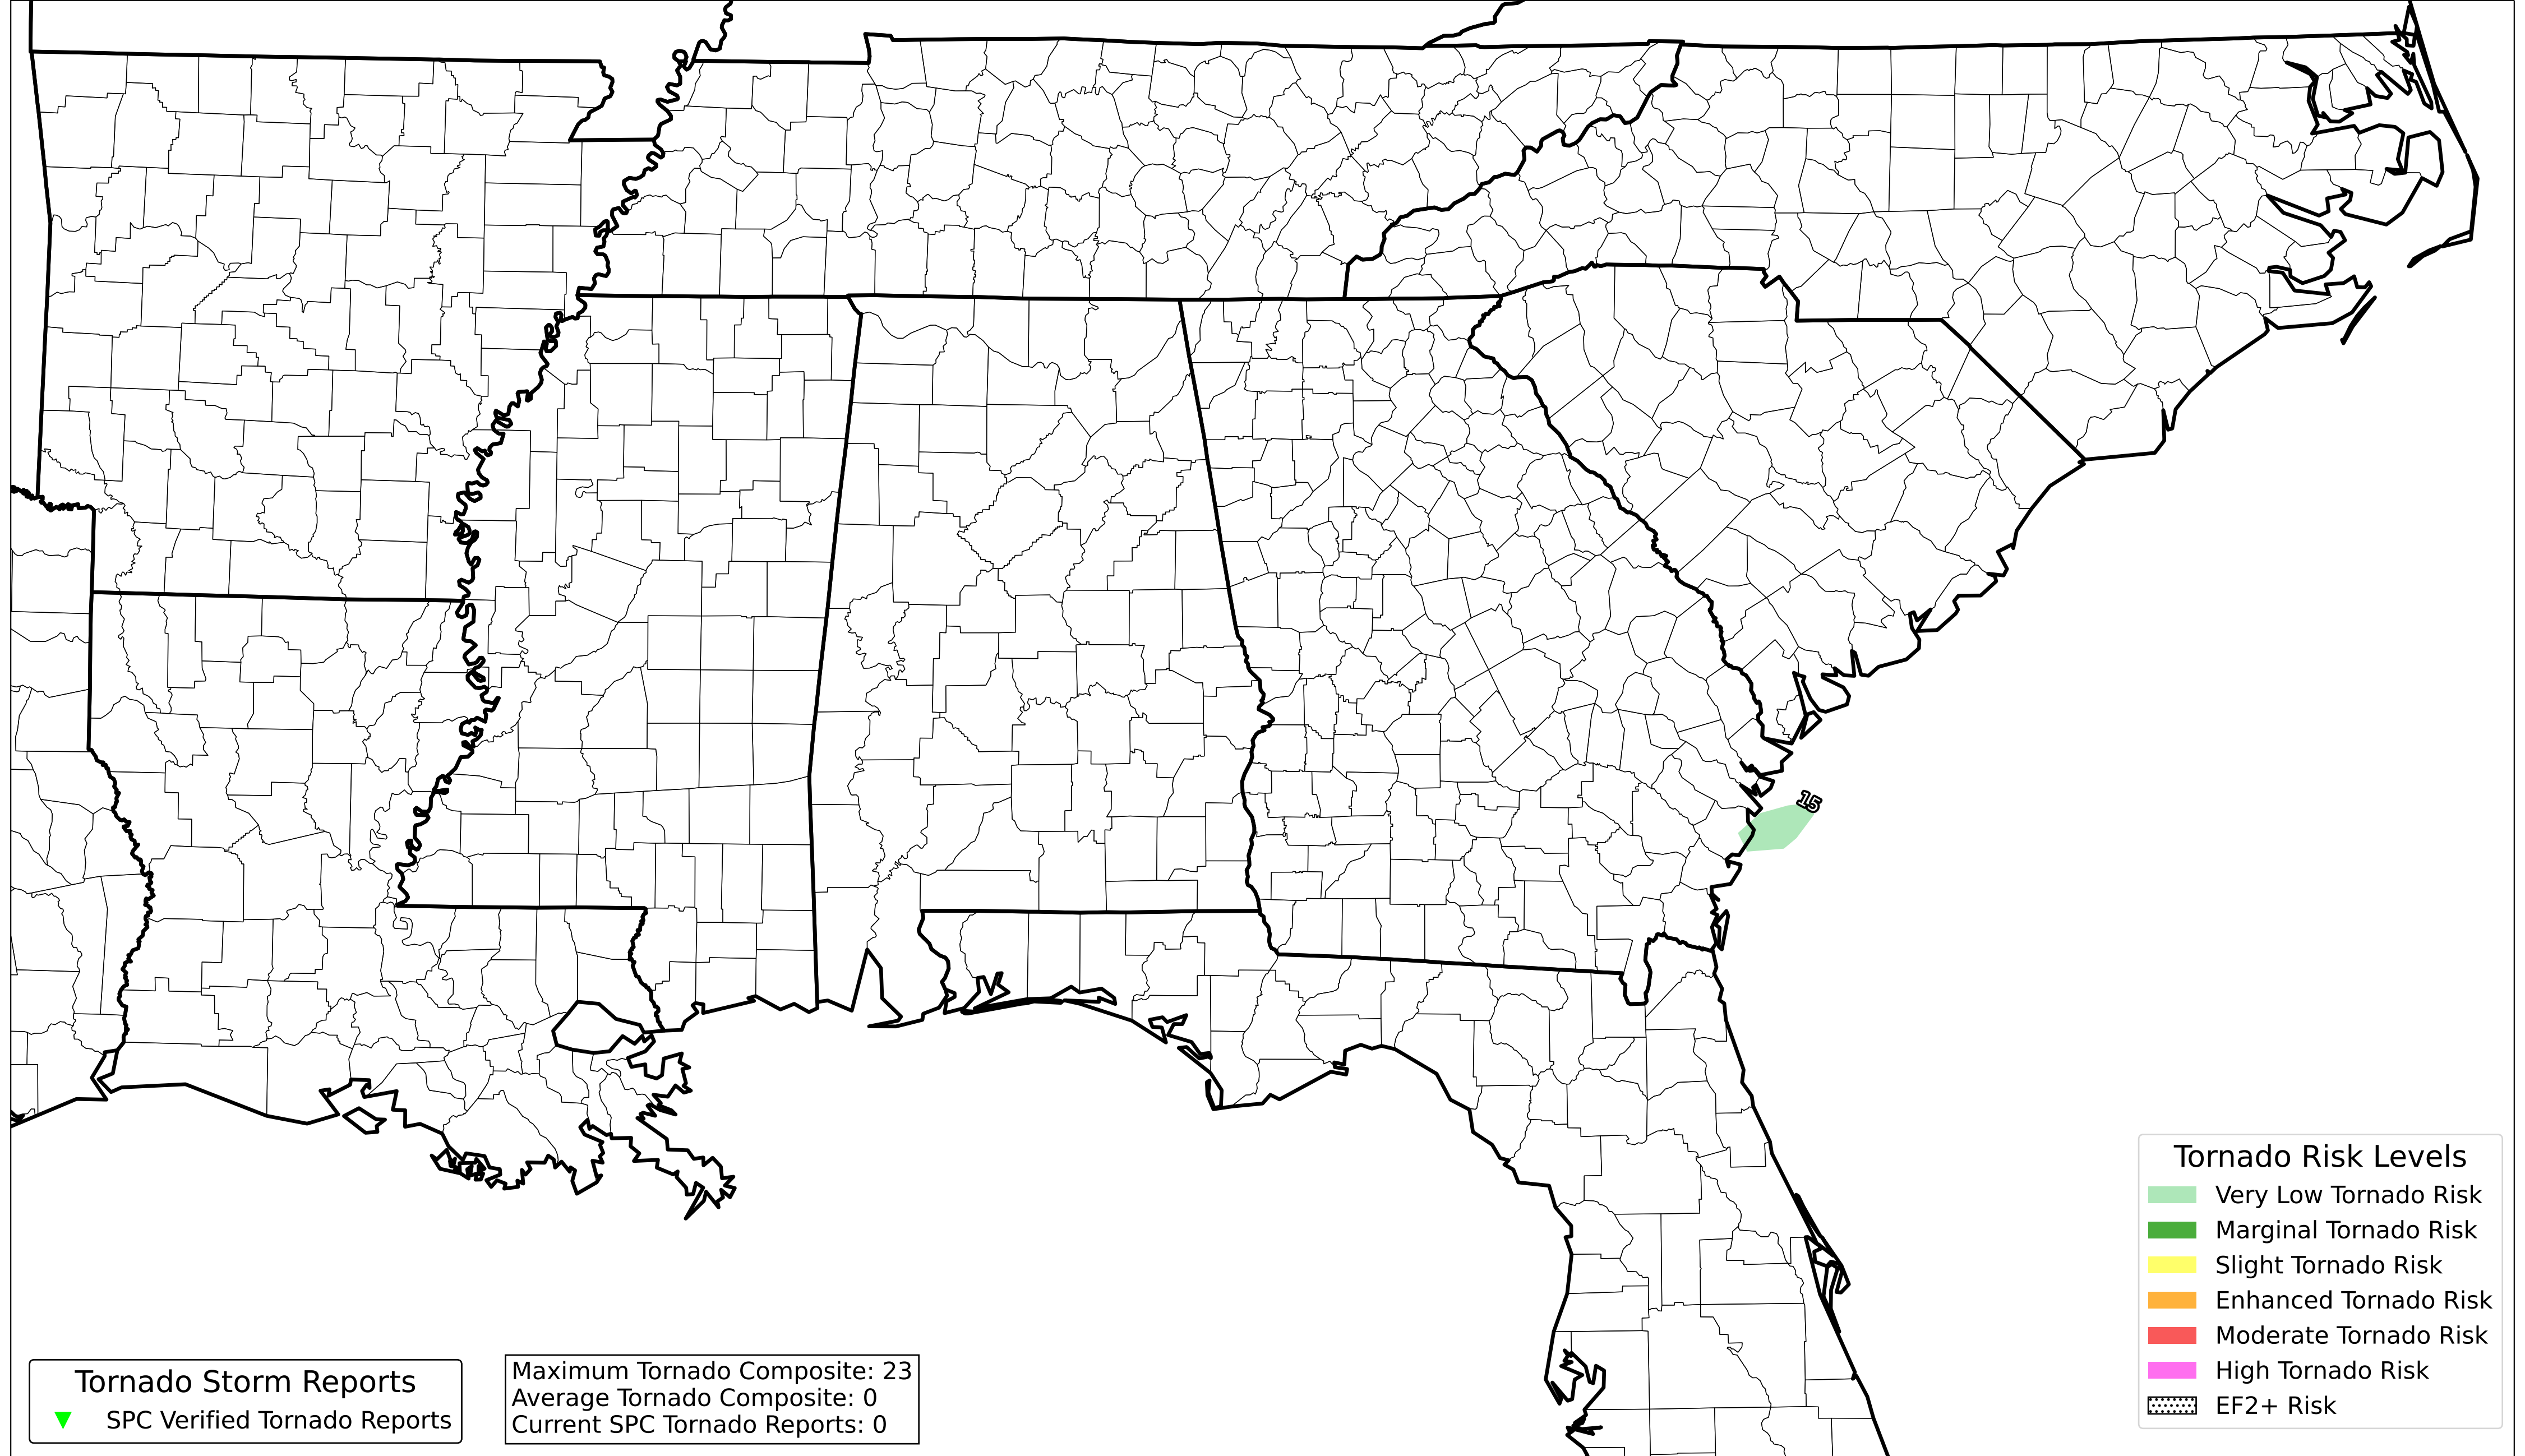 15
Tornado Risk Levels
Very Low Tornado Risk
Marginal Tornado Risk
Slight Tornado Risk
Enhanced Tornado Risk
Moderate Tornado Risk
High Tornado Risk
EF2+ Risk
Tornado Storm Reports
SPC Verified Tornado Reports
Maximum Tornado Composite: 23
Average Tornado Composite: 0
Current SPC Tornado Reports: 0